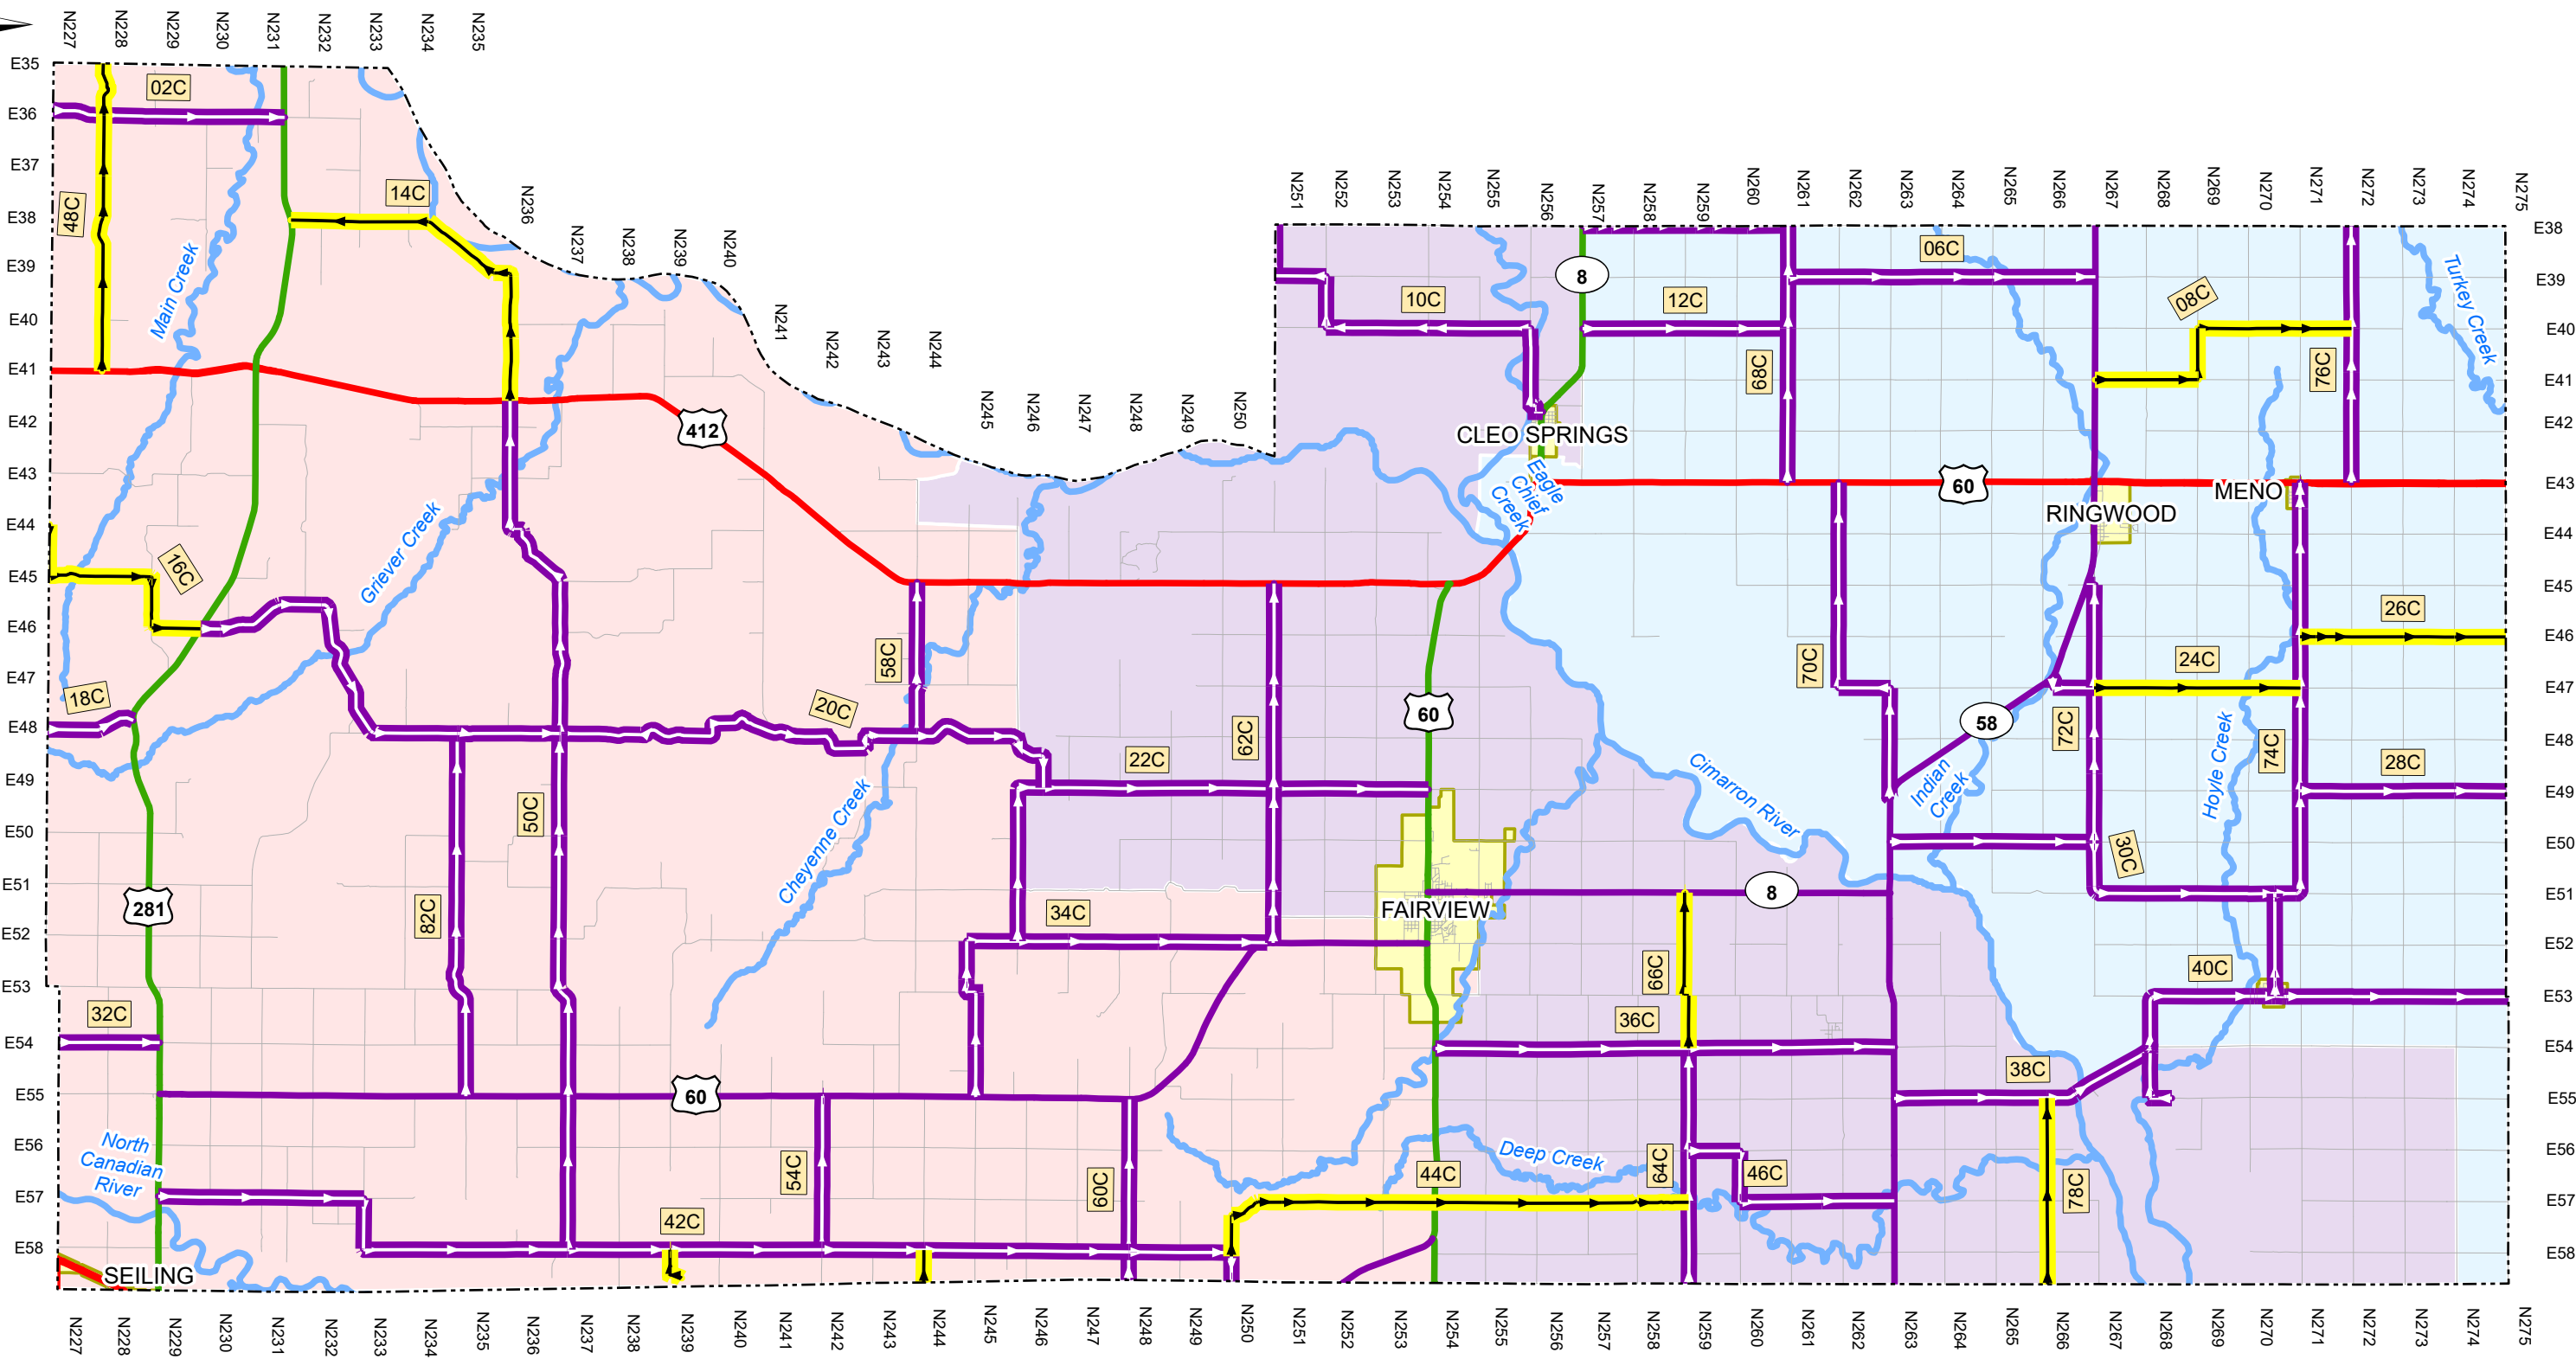 N227
N228
N229
N230
N231
N232
N233
N234
N235
E35
E36
E37
E38
E39
E40
E41
E42
E43
E44
E45
E46
E47
E48
E49
E50
E51
E52
E53
E54
E55
E56
E57
E58
02C
48C
14C
Main Creek
N236
N237
N238
N239
N240
N241
N242
N243
N244
N245
N246
N247
N248
N249
N250
N251
N252
N253
N254
N255
N256
N257
N258
N259
N260
N261
N262
N263
N264
N265
N266
N267
N268
N269
N270
N271
N272
N273
N274
N275
E38
E39
E40
E41
E42
E43
E44
E45
E46
E47
E48
E49
E50
E51
E52
E53
E54
E55
E56
E57
E58
06C
8
10C
12C
08C
Turkey Creek
68C
76C
412
CLEO SPRINGS
Eagle
Chief
Creek
60
MENO
RINGWOOD
16C
Griever Creek
26C
58C
70C
24C
18C
20C
62C
60
58
72C
74C
Hoyle Creek
22C
28C
50C
Cheyenne Creek
Cimarron River
Indian
Creek
30C
281
82C
34C
FAIRVIEW
8
66C
40C
32C
36C
38C
60
North
Canadian
River
54C
60C
44C
Deep Creek
64C
46C
78C
42C
SEILING
N227
N228
N229
N230
N231
N232
N233
N234
N235
N236
N237
N238
N239
N240
N241
N242
N243
N244
N245
N246
N247
N248
N249
N250
N251
N252
N253
N254
N255
N256
N257
N258
N259
N260
N261
N262
N263
N264
N265
N266
N267
N268
N269
N270
N271
N272
N273
N274
N275